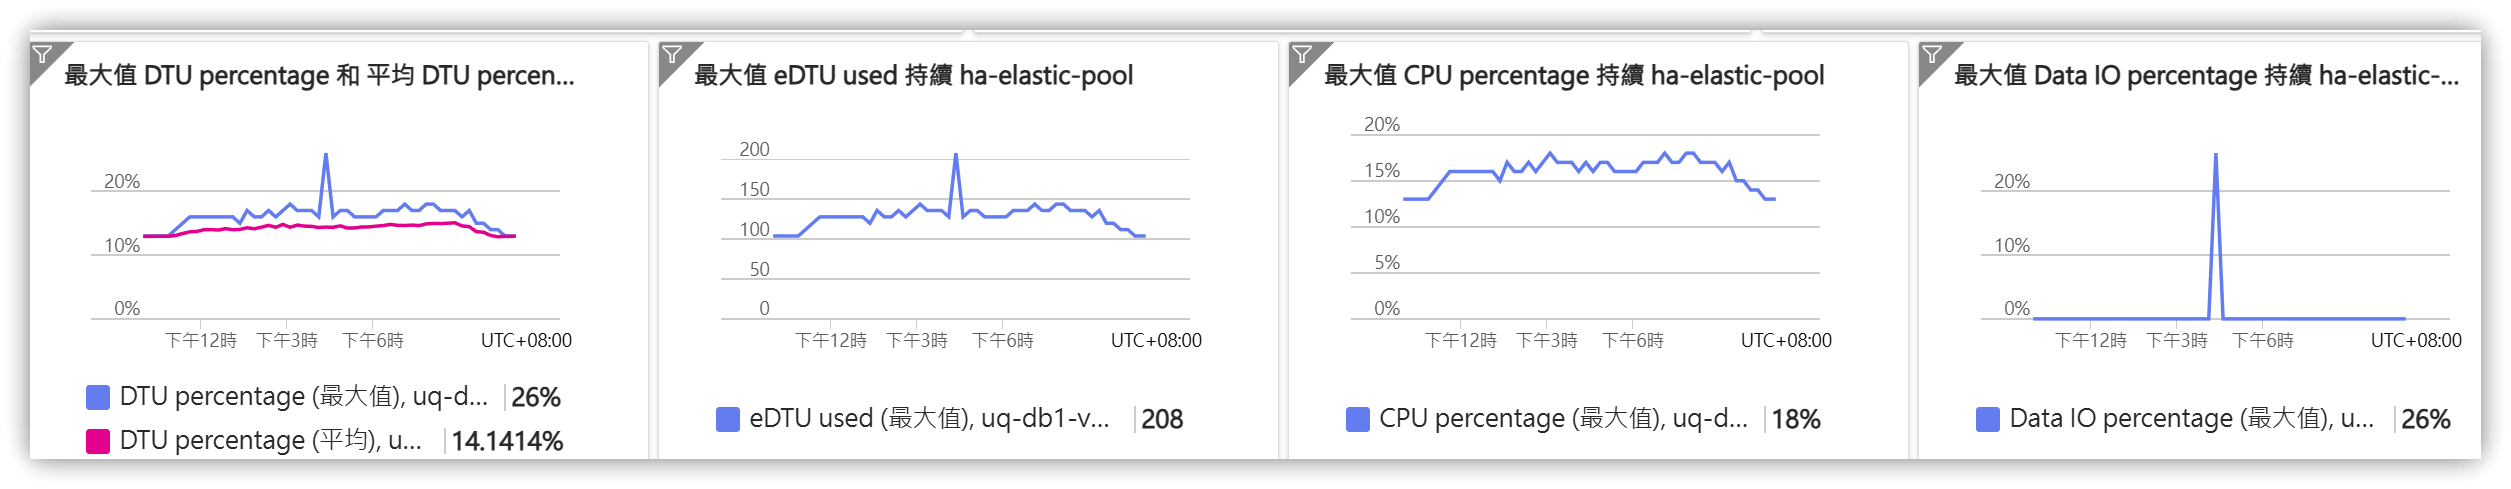 最大值 DTU percentage 和 平均 DTU percen...
20%
10%
0%
下午12時 下午3時 下午6時 UTC+08:00
DTU percentage (最大值), uq-d... 26%
DTU percentage (平均), u... 14.1414%
最大值 eDTU used 持續 ha-elastic-pool
200
150
100
50
0
下午12時 下午3時 下午6時 UTC+08:00
eDTU used (最大值), uq-db1-v... 208
最大值 CPU percentage 持續 ha-elastic-pool
20%
15%
10%
5%
0%
下午12時 下午3時 下午6時 UTC+08:00
CPU percentage (最大值), uq-d... 18%
最大值 Data IO percentage 持續 ha-elastic-...
20%
10%
0%
下午12時 下午3時 下午6時 UTC+08:00
Data IO percentage (最大值), u... 26%